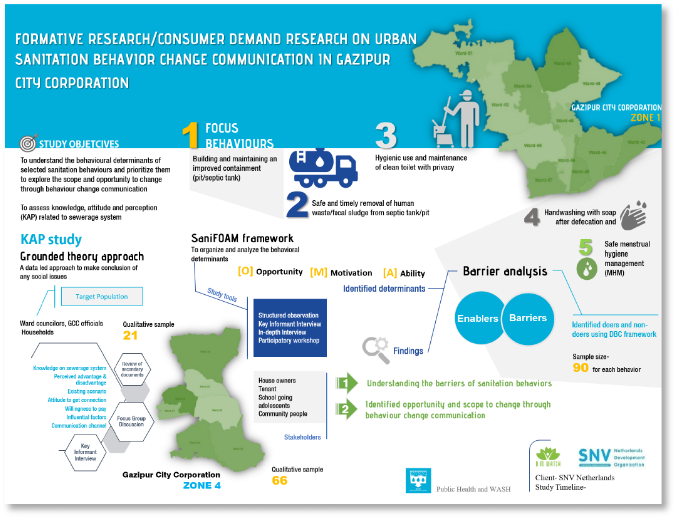 FORMATIVE RESEARCH/CONSUMER DEMAND RESEARCH ON URBAN
SANITATION BEHAVIOR CHANGE COMMUNICATION IN GAZIPUR
CITY CORPORATION
GAZIPUR CITY CORPORATION
ZONE 1
STUDY OBJETCIVES
To understand the behavioural determinants of
selected sanitation behaviours and prioritize them
to explore the scope and opportunity to change
through behaviour change communication
To assess knowledge, attitude and perception
(KAP) related to sewerage system
1 FOCUS
BEHAVIOURS
Building and maintaining an
improved containment
(pit/septic tank)
2 Safe and timely removal of human
waste/fecal sludge from septic tank/pit
3
Hygienic use and maintenance
of clean toilet with privacy
4 Handwashing with soap
after defecation and
5 Safe menstrual
hygiene
management
(MHM)
KAP study
Grounded theory approach
A data led approach to make conclusion of
any social issues
Target Population
Ward councilors, GCC officials
Households
Qualitative sample
21
Knowledge on sewerage system
Perceived advantage &
disadvantage
Existing scenario
Attitude to get connection
Willingness to pay
Influential factors
Communication channel
Review of
secondary
documents
Focus Group
Discussion
Key
Informant
Interview
Gazipur City Corporation
ZONE 4
SaniFOAM framework
To organize and analyze the behavioral
determinants
[O] Opportunity [M] Motivation [A] Ability
Identified determinants
Study tools
Structured observation
Key Informant Interview
In-depth Interview
Participatory workshop
House owners
Tenant
School going
adolescents
Community people
Stakeholders
Qualitative sample
66
Findings
1 Understanding the barriers of sanitation behaviors
2 Identified opportunity and scope to change through
behaviour change communication
Barrier analysis
Enablers
Barriers
Identified doers and non-
doers using DBC framework
Sample size-
90 for each behavior
Public Health and WASH
SNV
Netherlands
Development
Organisation
Client- SNV Netherlands
Study Timeline-